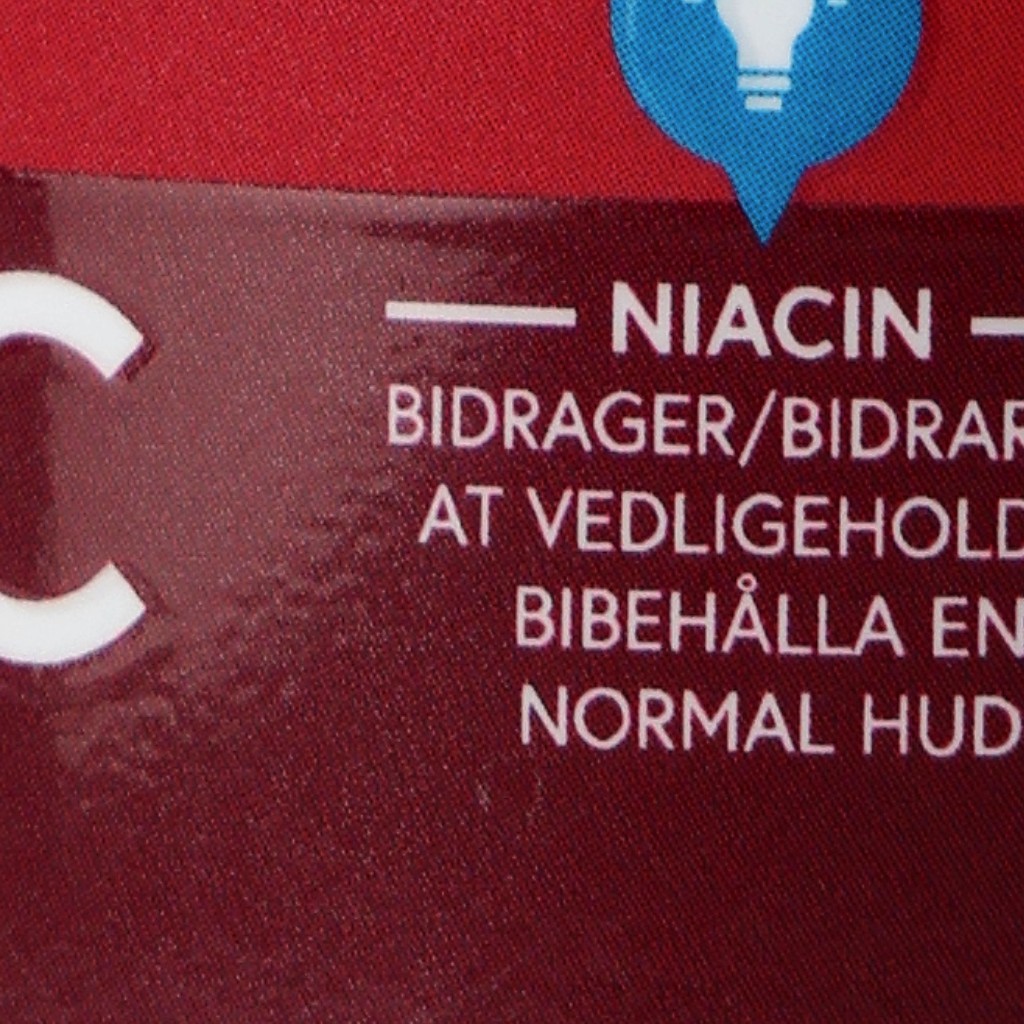 C
NIACIN
BIDRAGER/BIDRAR
AT VEDLIGEHOLD
BIBEHÅLLA EN
NORMAL HUD